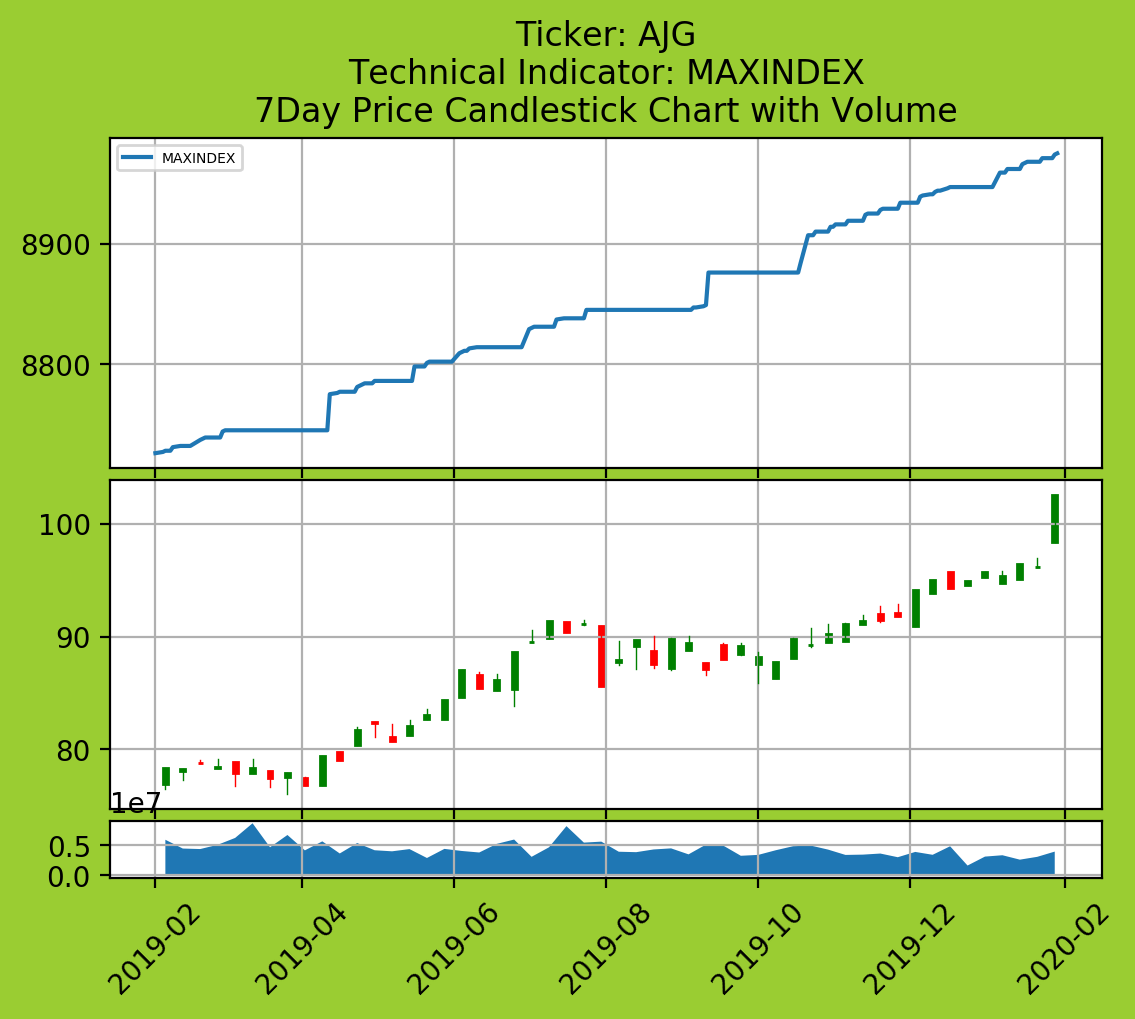 Ticker: AJG
Technical Indicator: MAXINDEX
7Day Price Candlestick Chart with Volume
MAXINDEX
8900
8800
100
90
80
1e7
0.5
0.0
2019-02
2019-04
2019-06
2019-08
2019-10
2019-12
2020-02